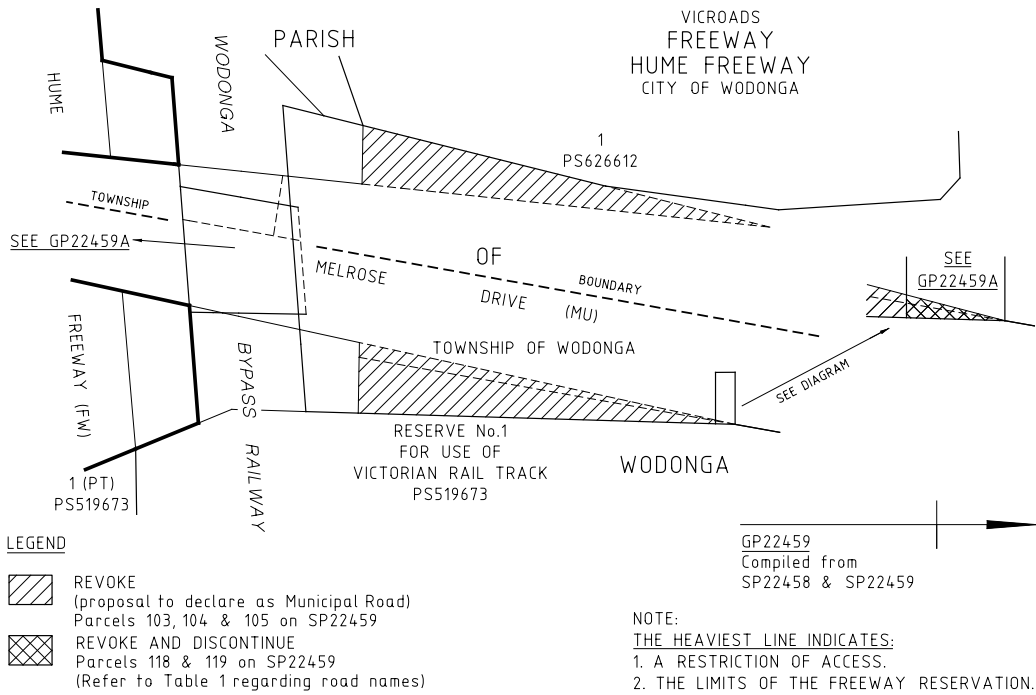 VICROADS
FREEWAY
HUME FREEWAY
CITY OF WODONGA
PARISH
WODONGA
HUME
1
PS626612
TOWNSHIP
SEE GP22459A
OF
MELROSE
DRIVE (MU)
BOUNDARY
SEE
GP22459A
TOWNSHIP OF WODONGA
SEE DIAGRAM
FREEWAY (FW)
BYPASS
RAILWAY
RESERVE No.1
FOR USE OF
VICTORIAN RAIL TRACK
PS519673
WODONGA
1 (PT)
PS519673
GP22459
Compiled from
SP22458 & SP22459
LEGEND
REVOKE
(proposal to declare as Municipal Road)
Parcels 103, 104 & 105 on SP22459
REVOKE AND DISCONTINUE
Parcels 118 & 119 on SP22459
(Refer to Table 1 regarding road names)
NOTE:
THE HEAVIEST LINE INDICATES:
1. A RESTRICTION OF ACCESS.
2. THE LIMITS OF THE FREEWAY RESERVATION.